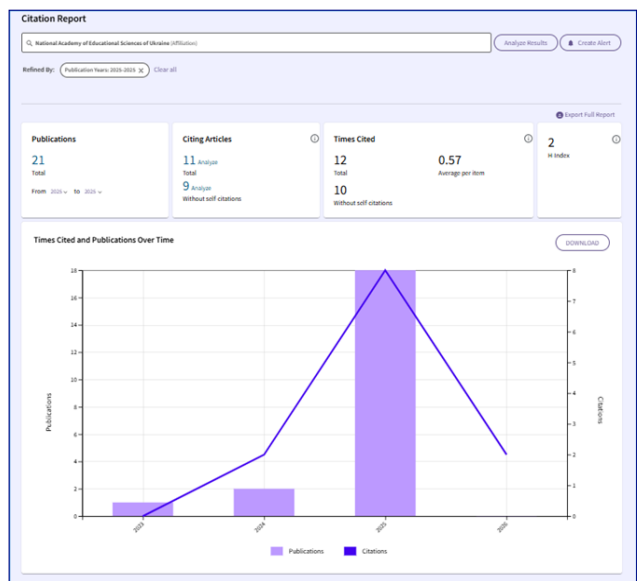 Citation Report
National Academy of Educational Sciences of Ukraine (Affiliation)
Analyze Results
Create Alert
Refined By: Publication Years: 2025-2025 X Clear all
Export Full Report
Publications
21
Total
From to
Citing Articles
11 Analyze
Total
9 Analyze
Without self-citations
Times Cited
12
Total
0.57
Average per item
10
Without self-citations
2
H Index
Times Cited and Publications Over Time
DOWNLOAD
18
16
14
12
10
8
6
4
2
0
Publications
8
7
6
5
4
3
2
1
0
Citations
2023
2024
2025
2026
Publications
Citations